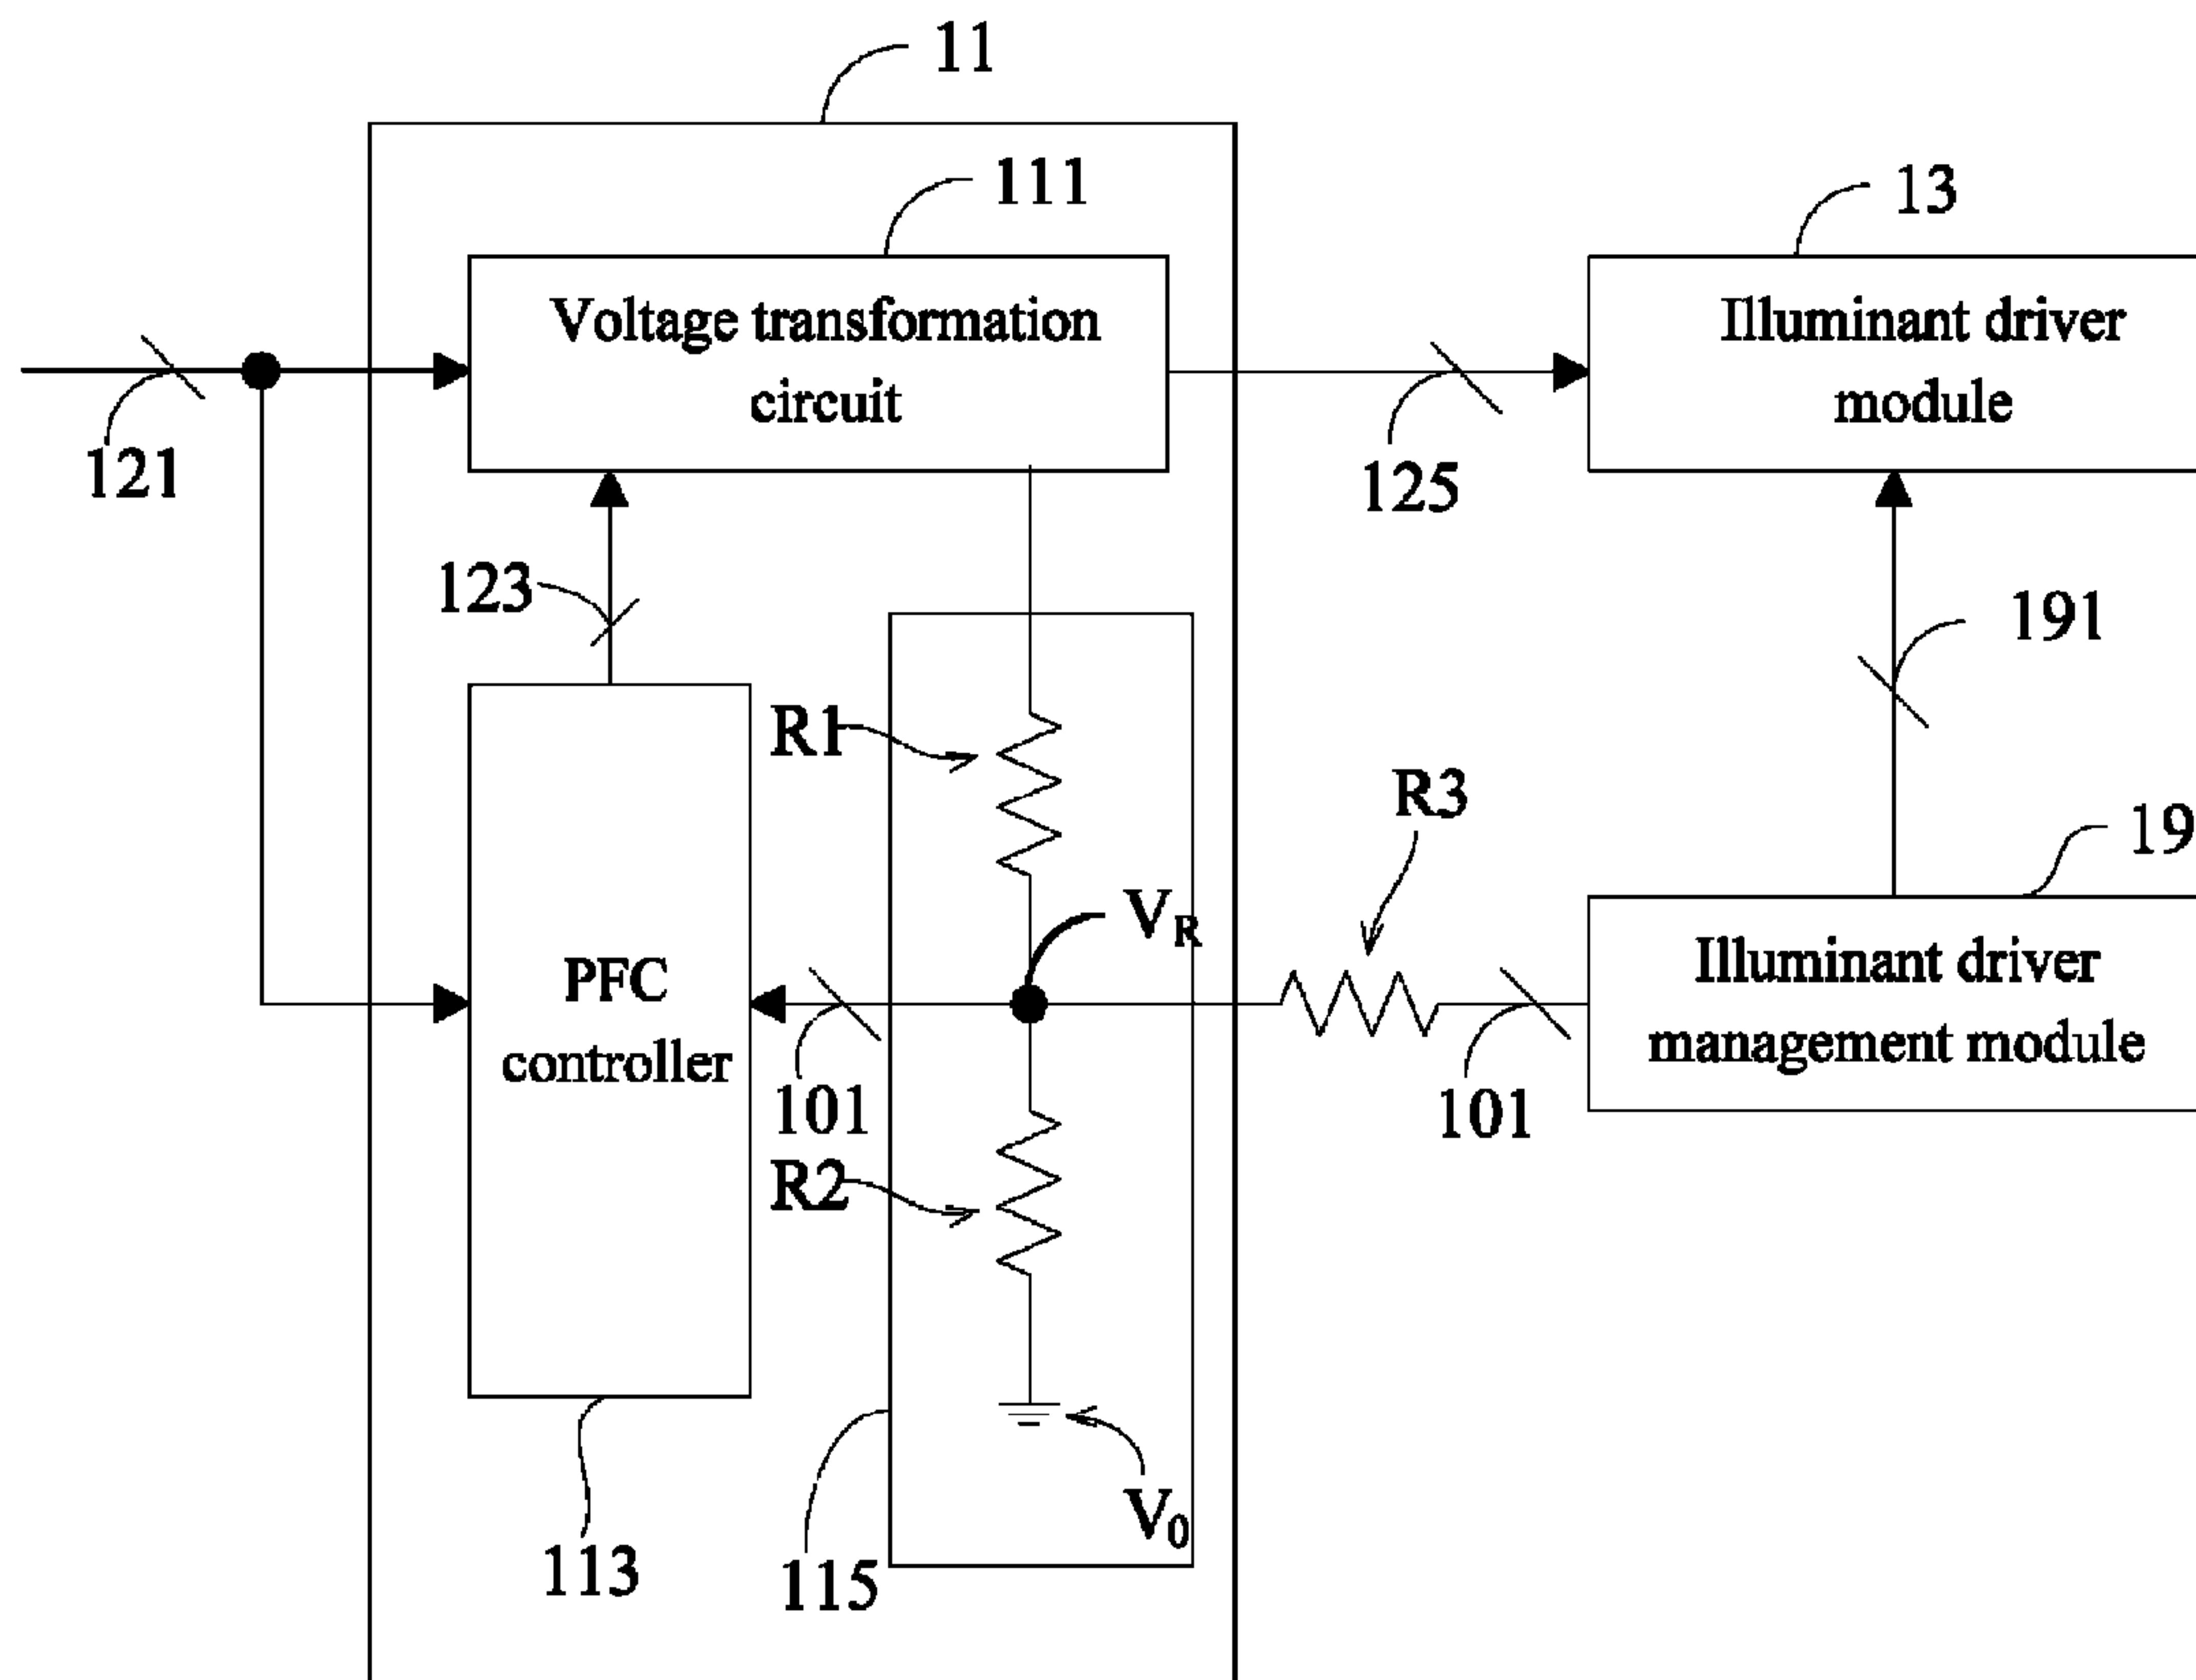 11
111
13
Voltage transformation
circuit
Illuminant driver
module
121
125
123
191
R1
R3
19
VR
PFC
controller
Illuminant driver
management module
101
101
R2
V0
113
115